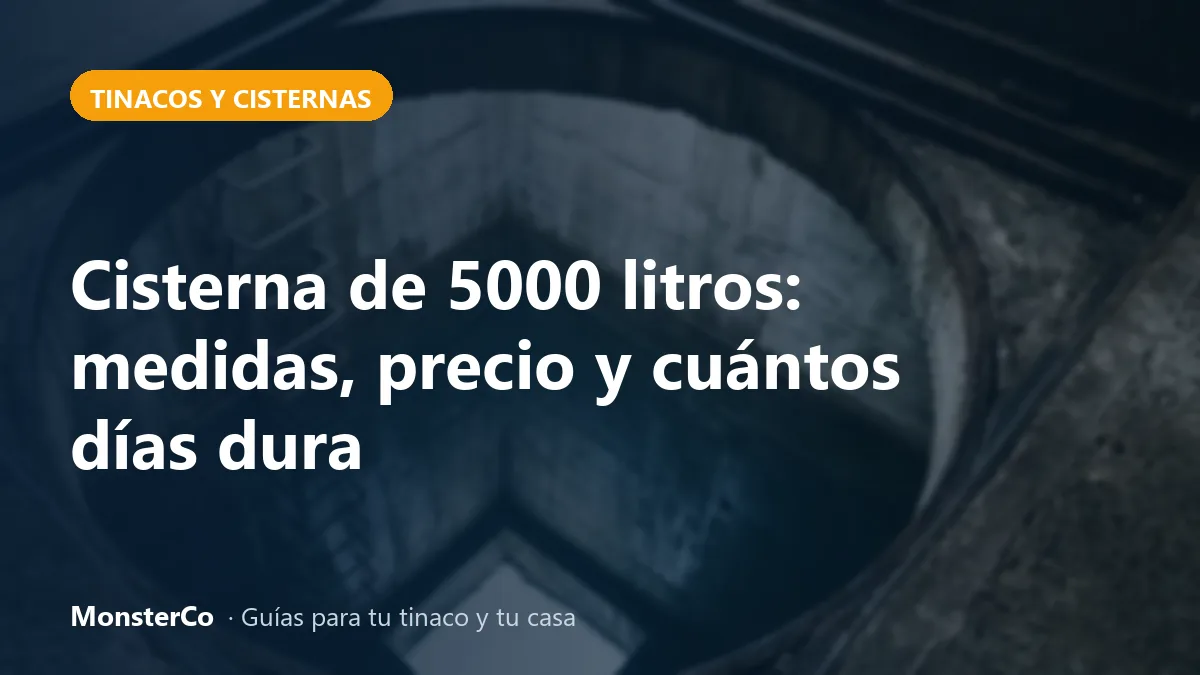 TINACOS Y CISTERNAS
Cisterna de 5000 litros:
medidas, precio y cuántos
días dura
MonsterCo · Guías para tu tinaco y tu casa